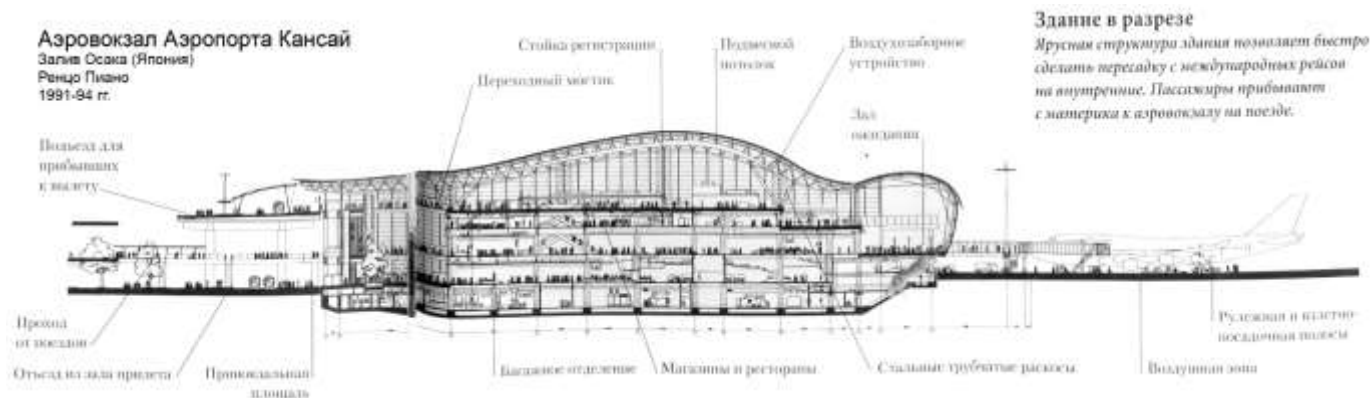 Аэровокзал Аэропорта Кансай
Залив Осака (Япония)
Ренцо Пиано
1991-94 гг.
Здание в разрезе
Ярусная структура здания позволяет быстро
сделать пересадку с международных рейсов
на внутренние. Пассажиры прибывают
с материка к аэровокзалу на поезде.
Стойка регистрации
Подвесной
потолок
Воздухозаборное
устройство
Переходный мостик
Зал
ожидания
Подъезд для
прибывших
к вылету
Проход
от поездов
Отъезд из зала прилета
Привокзальная
площадь
Багажное отделение
Магазины и рестораны
Стальные трубчатые раскосы
Воздушная зона
Рулежная и взлетно-
посадочная полосы